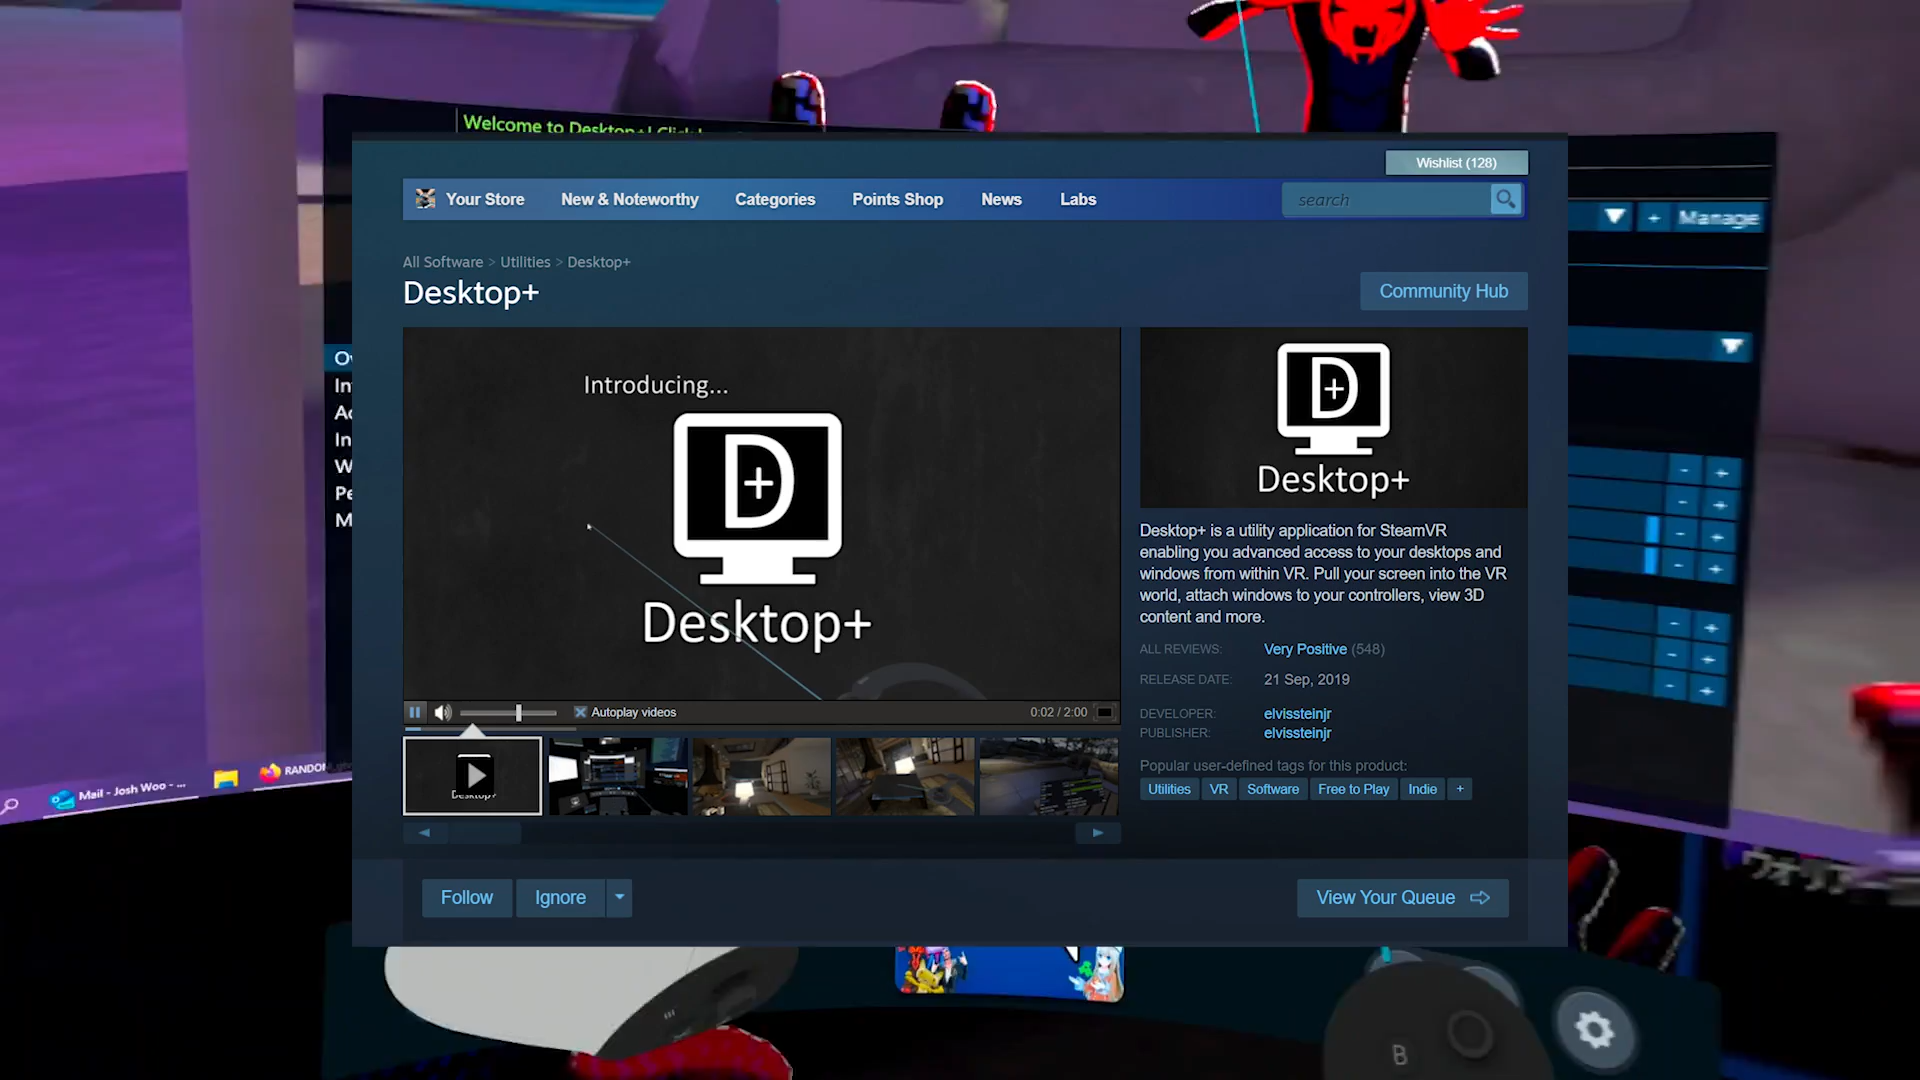 Welcome to Desktop+!
Wishlist (128)
Your Store
New & Noteworthy
Categories
Points Shop
News
Labs
search
Manage
All Software > Utilities > Desktop+
Desktop+
Community Hub
Introducing...
D+
Desktop+
D+
Desktop+
Desktop+ is a utility application for SteamVR
enabling you advanced access to your desktops and
windows from within VR. Pull your screen into the VR
world, attach windows to your controllers, view 3D
content and more.
ALL REVIEWS: Very Positive (548)
RELEASE DATE: 21 Sep, 2019
DEVELOPER: elvissteinjr
PUBLISHER: elvissteinjr
Popular user-defined tags for this product:
Utilities
VR
Software
Free to Play
Indie
+
Autoplay videos
0:02 / 2:00
Desktop+
Mail - Josh Woo - ...
Follow
Ignore
View Your Queue
B